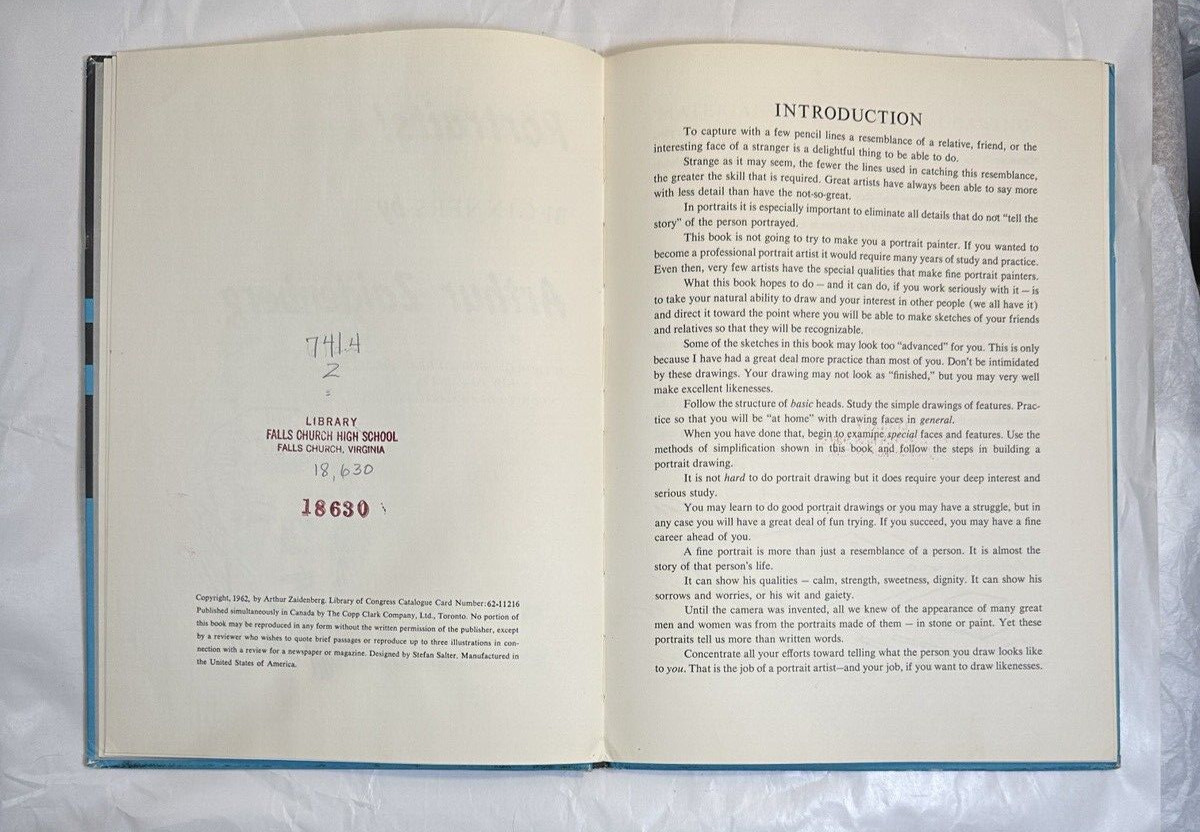 741.4
Z
LIBRARY
FALLS CHURCH HIGH SCHOOL
FALLS CHURCH, VIRGINIA
18,630
18630
Copyright, 1962, by Arthur Zaidenberg. Library of Congress Catalogue Card Number: 62-11216
Published simultaneously in Canada by The Copp Clark Company, Ltd., Toronto. No portion of
this book may be reproduced in any form without the written permission of the publisher, except
by a reviewer who wishes to quote brief passages or reproduce up to three illustrations in con-
nection with a review for a newspaper or magazine. Designed by Stefan Salter. Manufactured in
the United States of America.
INTRODUCTION
To capture with a few pencil lines a resemblance of a relative, friend, or the
interesting face of a stranger is a delightful thing to be able to do.
Strange as it may seem, the fewer the lines used in catching this resemblance,
the greater the skill that is required. Great artists have always been able to say more
with less detail than have the not-so-great.
In portraits it is especially important to eliminate all details that do not “tell the
story” of the person portrayed.
This book is not going to try to make you a portrait painter. If you wanted to
become a professional portrait artist it would require many years of study and practice.
Even then, very few artists have the special qualities that make fine portrait painters.
What this book hopes to do — and it can do, if you work seriously with it — is
to take your natural ability to draw and your interest in other people (we all have it)
and direct it toward the point where you will be able to make sketches of your friends
and relatives so that they will be recognizable.
Some of the sketches in this book may look too “advanced” for you. This is only
because I have had a great deal more practice than most of you. Don’t be intimidated
by these drawings. Your drawing may not look as “finished,” but you may very well
make excellent likenesses.
Follow the structure of basic heads. Study the simple drawings of features. Prac-
tice so that you will be “at home” with drawing faces in general.
When you have done that, begin to examine special faces and features. Use the
methods of simplification shown in this book and follow the steps in building a
portrait drawing.
It is not hard to do portrait drawing but it does require your deep interest and
serious study.
You may learn to do good portrait drawings or you may have a struggle, but in
any case you will have a great deal of fun trying. If you succeed, you may have a fine
career ahead of you.
A fine portrait is more than just a resemblance of a person. It is almost the
story of that person’s life.
It can show his qualities — calm, strength, sweetness, dignity. It can show his
sorrows and worries, or his wit and gaiety.
Until the camera was invented, all we knew of the appearance of many great
men and women was from the portraits made of them — in stone or paint. Yet these
portraits tell us more than written words.
Concentrate all your efforts toward telling what the person you draw looks like
to you. That is the job of a portrait artist—and your job, if you want to draw likenesses.